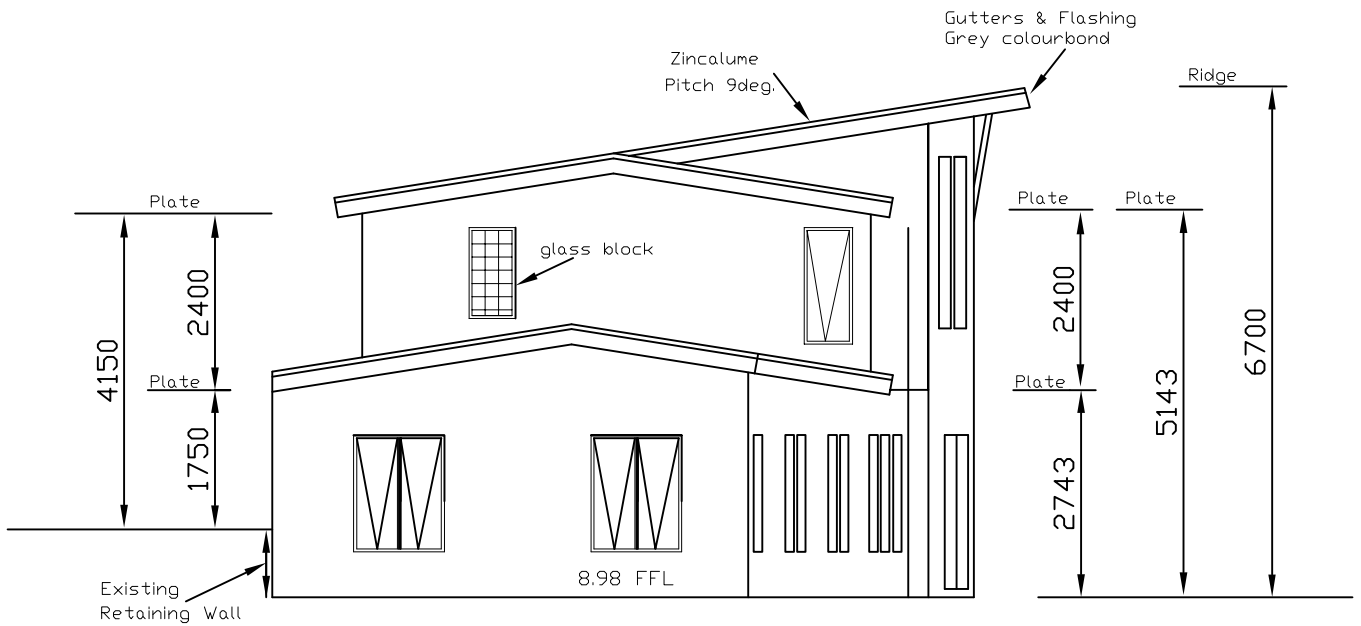 Gutters & Flashing
Grey colourbond
Zincalume
Pitch 9deg.
Ridge
Plate
Plate
Plate
glass block
2400
2400
6700
4150
Plate
Plate
5143
1750
2743
8.98 FFL
Existing
Retaining Wall